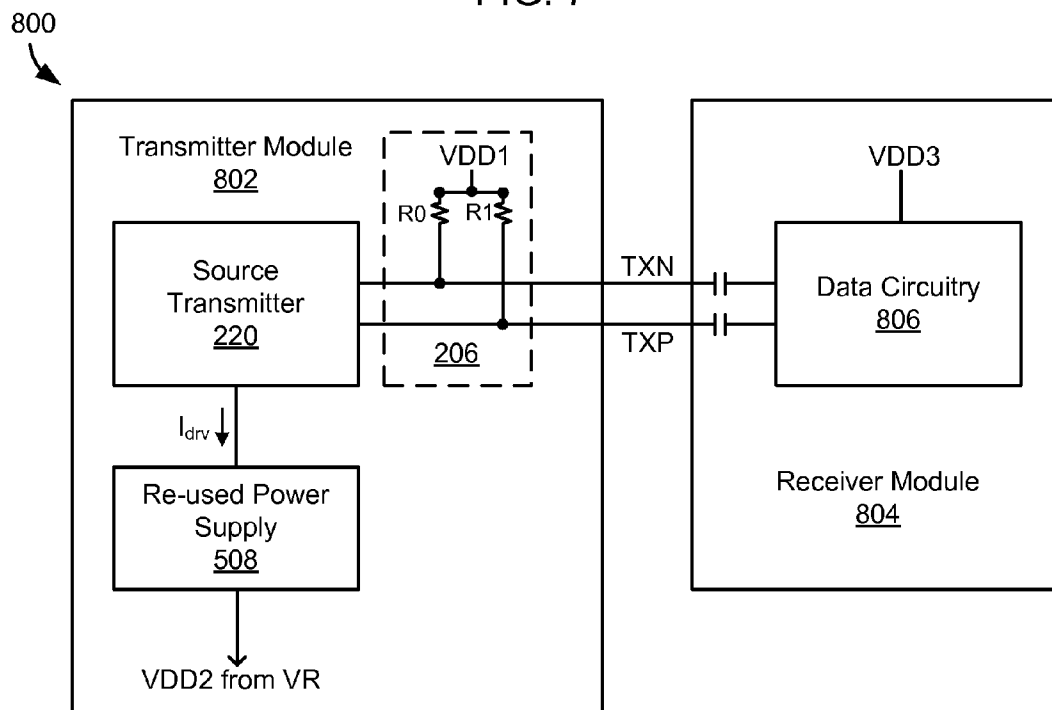 FIG. 7
800
Transmitter Module
802
VDD1
R0
R1
206
Source
Transmitter
220
TXN
TXP
I_drv
Re-used Power
Supply
508
VDD2 from VR
VDD3
Data Circuitry
806
Receiver Module
804